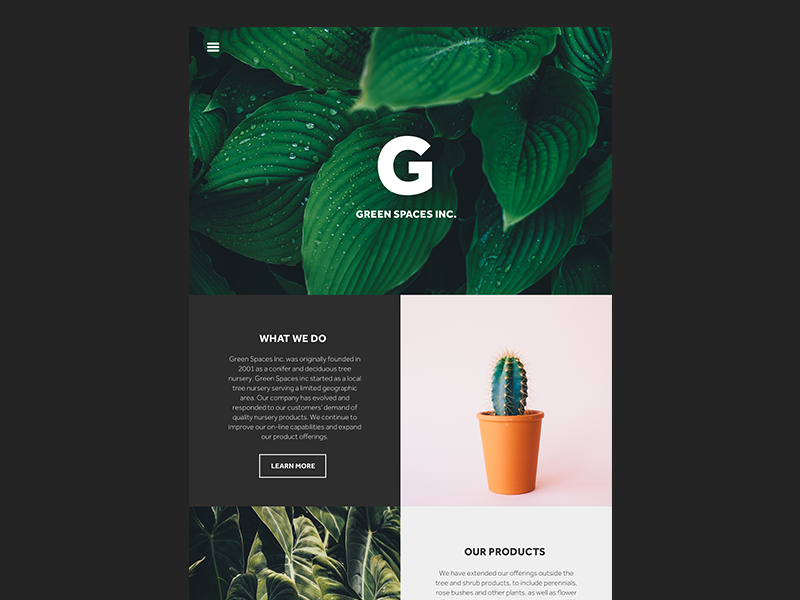 G
GREEN SPACES INC.
WHAT WE DO
Green Spaces Inc. was originally founded in
2001 as a conifer and deciduous tree
nursery. Green Spaces inc started as a local
tree nursery serving a limited geographic
area. Our company has evolved and
responded to our customers' demand of
quality nursery products. We continue to
improve our on-line capabilities and expand
our product offerings.
LEARN MORE
OUR PRODUCTS
We have extended our offerings outside the
tree and shrub products, to include perennials,
rose bushes and other plants, as well as flower